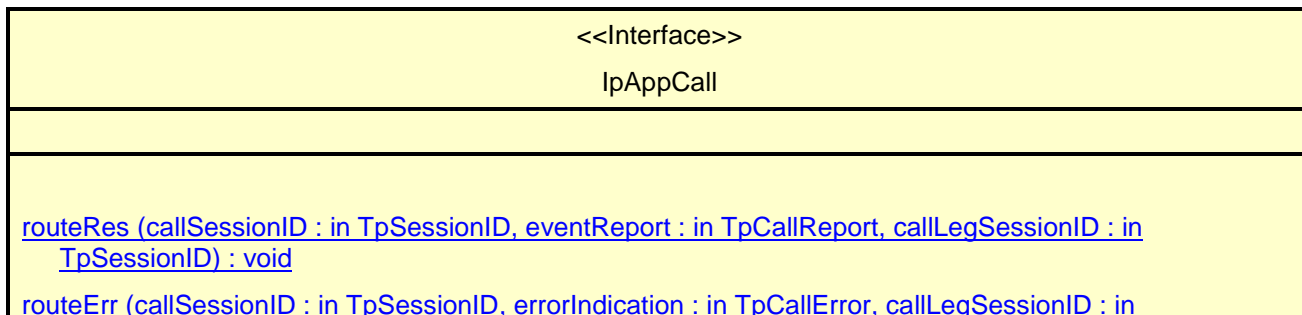 <<Interface>>
IpAppCall
routeRes (callSessionID : in TpSessionID, eventReport : in TpCallReport, callLegSessionID : in
TpSessionID) : void
routeErr (callSessionID : in TpSessionID, errorIndication : in TpCallError, callLegSessionID : in